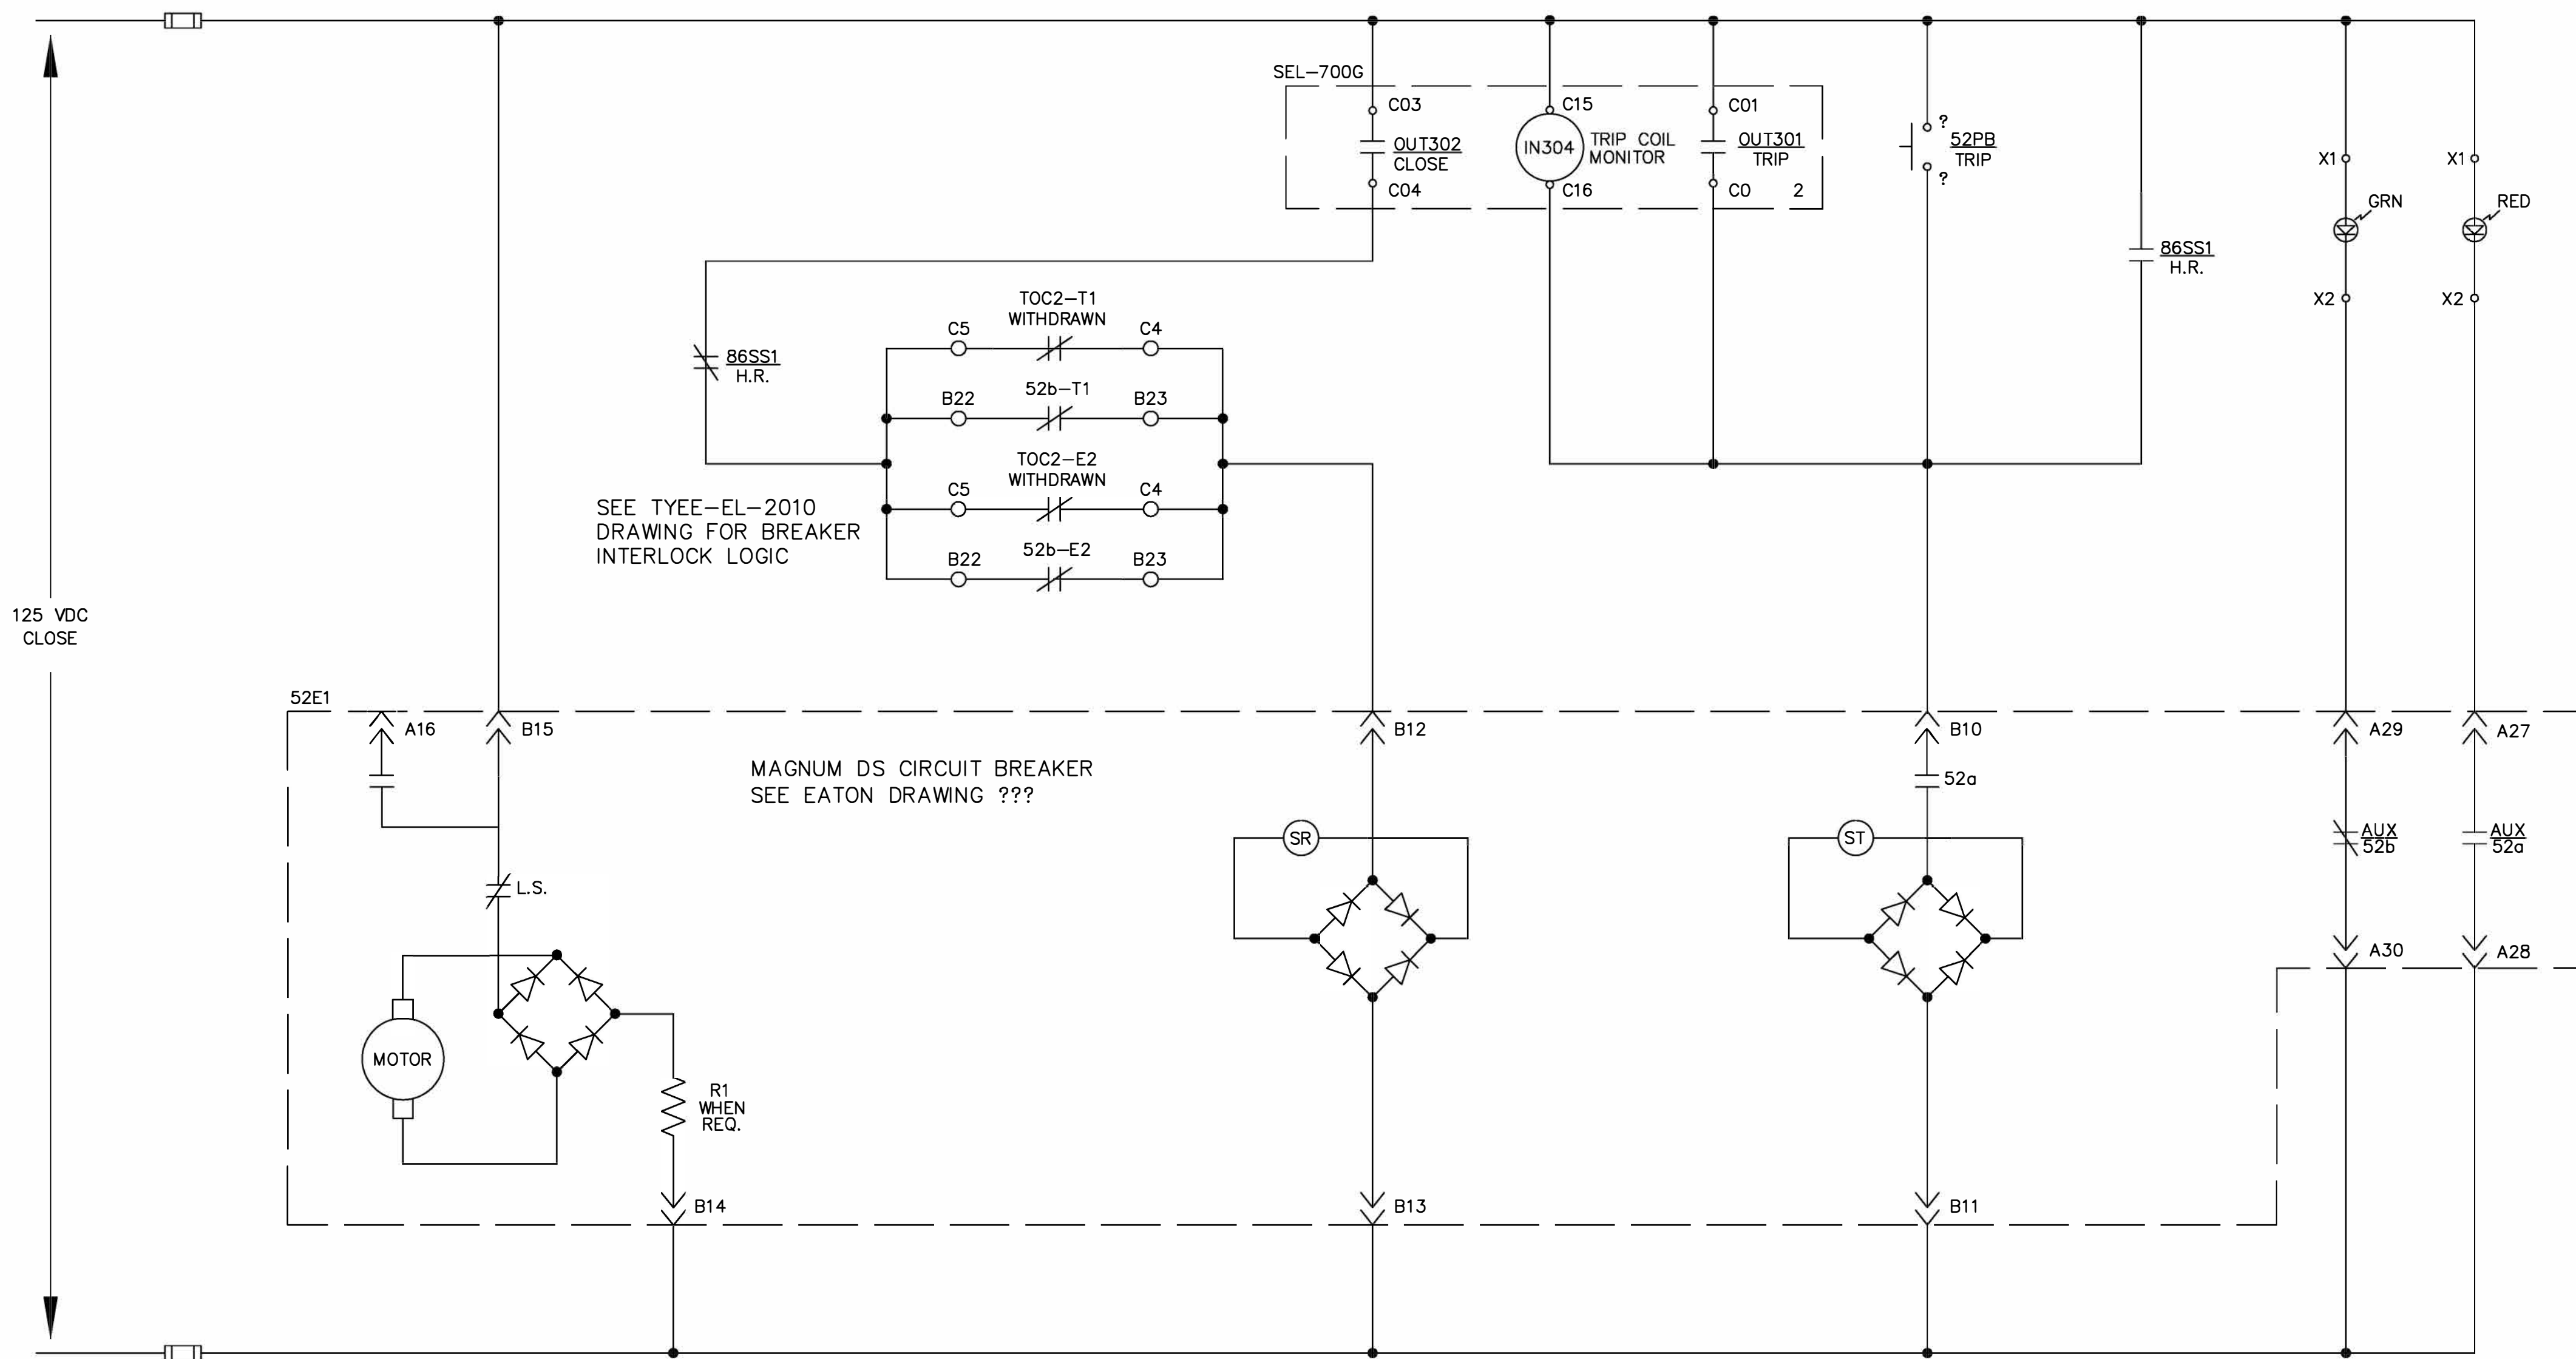 SEL-700G
C03
OUT302
CLOSE
C04
C15
IN304
TRIP COIL
MONITOR
C16
C01
OUT301
TRIP
C0 2
?
52PB
TRIP
?
86SS1
H.R.
X1
GRN
X2
X1
RED
X2
86SS1
H.R.
TOC2-T1
WITHDRAWN
C5
C4
52b-T1
B22
B23
TOC2-E2
WITHDRAWN
C5
C4
52b-E2
B22
B23
SEE TYEE-EL-2010
DRAWING FOR BREAKER
INTERLOCK LOGIC
125 VDC
CLOSE
52E1
A16
B15
B12
B10
A29
A27
MAGNUM DS CIRCUIT BREAKER
SEE EATON DRAWING ???
52a
SR
ST
AUX
52b
AUX
52a
L.S.
A30
A28
MOTOR
R1
WHEN
REQ.
B14
B13
B11